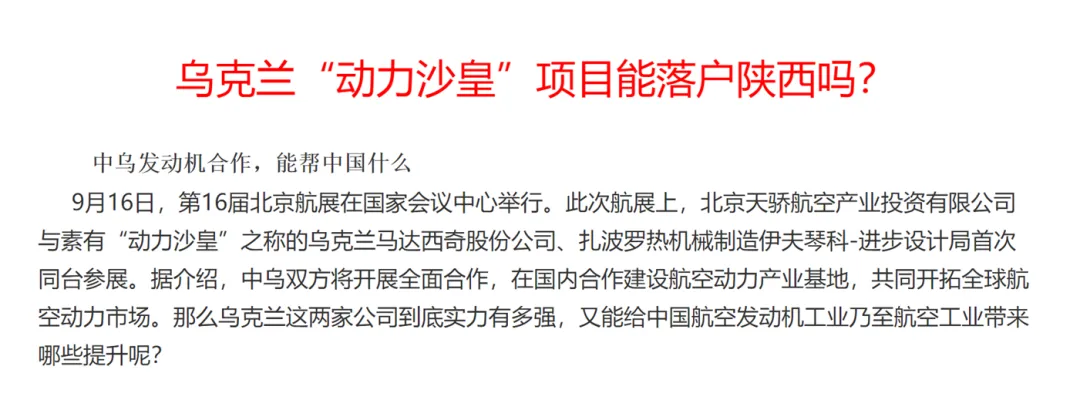 乌克兰“动力沙皇”项目能落户陕西吗？
中乌发动机合作，能帮中国什么
9月16日，第16届北京航展在国家会议中心举行。此次航展上，北京天骄航空产业投资有限公司
与素有“动力沙皇”之称的乌克兰马达西奇股份公司、扎波罗热机械制造伊夫琴科-进步设计局首次
同台参展。据介绍，中乌双方将开展全面合作，在国内合作建设航空动力产业基地，共同开拓全球航
空动力市场。那么乌克兰这两家公司到底实力有多强，又能给中国航空发动机工业乃至航空工业带来
哪些提升呢？